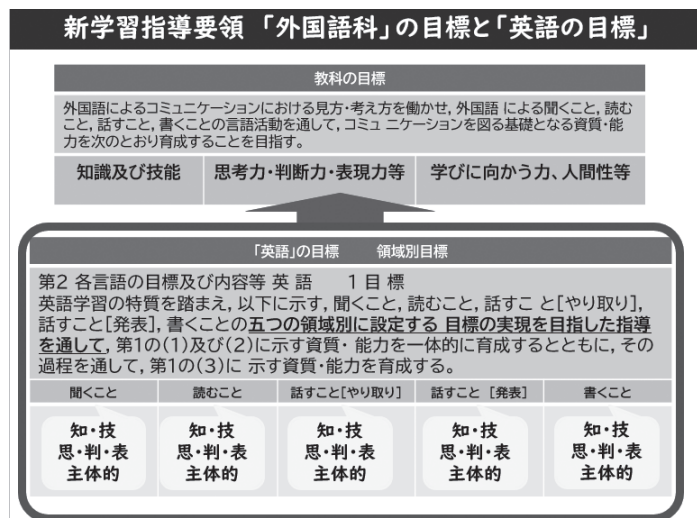 新学習指導要領 「外国語科」の目標と「英語の目標」
教科の目標
外国語によるコミュニケーションにおける見方・考え方を働かせ, 外国語 による聞くこと, 読む
こと, 話すこと, 書くことの言語活動を通して, コミュ ニケーションを図る基礎となる資質・能
力を次のとおり育成することを目指す。
知識及び技能 思考力・判断力・表現力等 学びに向かう力、人間性等
「英語」の目標 領域別目標
第2 各言語の目標及び内容等 英 語 1 目 標
英語学習の特質を踏まえ, 以下に示す, 聞くこと, 読むこと, 話すこ と[やり取り],
話すこと[発表], 書くことの五つの領域別に設定する 目標の実現を目指した指導
を通して, 第1の(1)及び(2)に示す資質・ 能力を一体的に育成するとともに, その
過程を通して, 第1の(3)に 示す資質・能力を育成する。
聞くこと 読むこと 話すこと[やり取り] 話すこと [発表] 書くこと
知・技 知・技 知・技 知・技 知・技
思・判・表 思・判・表 思・判・表 思・判・表 思・判・表
主体的 主体的 主体的 主体的 主体的